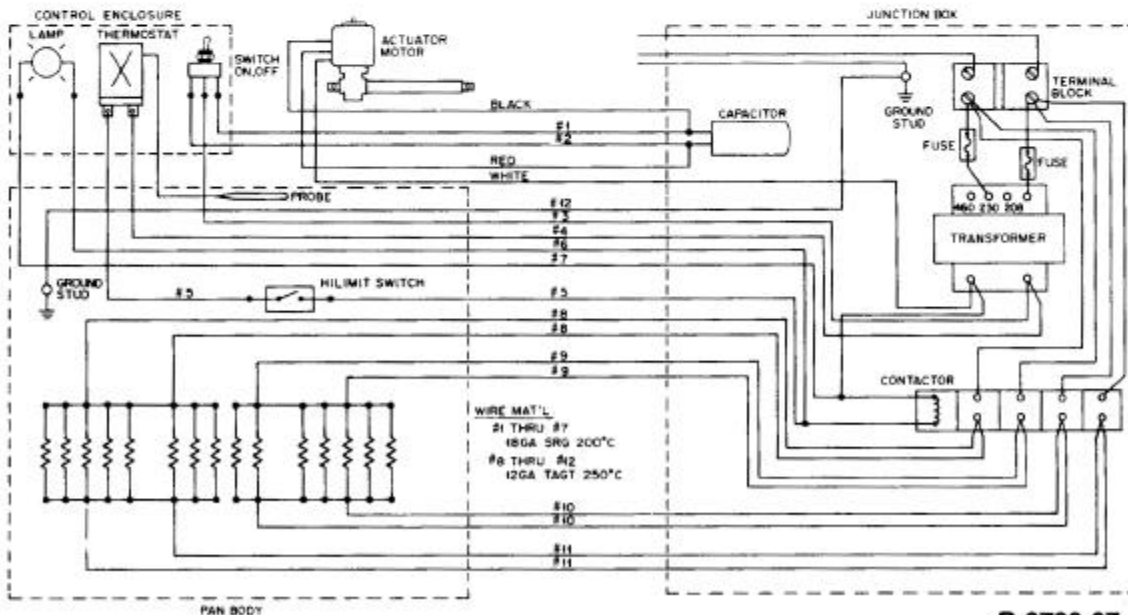 CONTROL ENCLOSURE
LAMP
THERMOSTAT
SWITCH
ON,OFF
ACTUATOR
MOTOR
JUNCTION BOX
TERMINAL
BLOCK
GROUND
STUD
CAPACITOR
BLACK
#1
#2
RED
WHITE
FUSE
FUSE
PROBE
#12
#3
#4
#6
#7
460 230 208
TRANSFORMER
GROUND
STUD
#5
HILIMIT SWITCH
#5
#8
#8
#9
#9
CONTACTOR
WIRE MAT'L
#1 THRU #7
18GA SRG 200°C
#8 THRU #12
12GA TAGT 250°C
#10
#10
#11
#11
PAN BODY